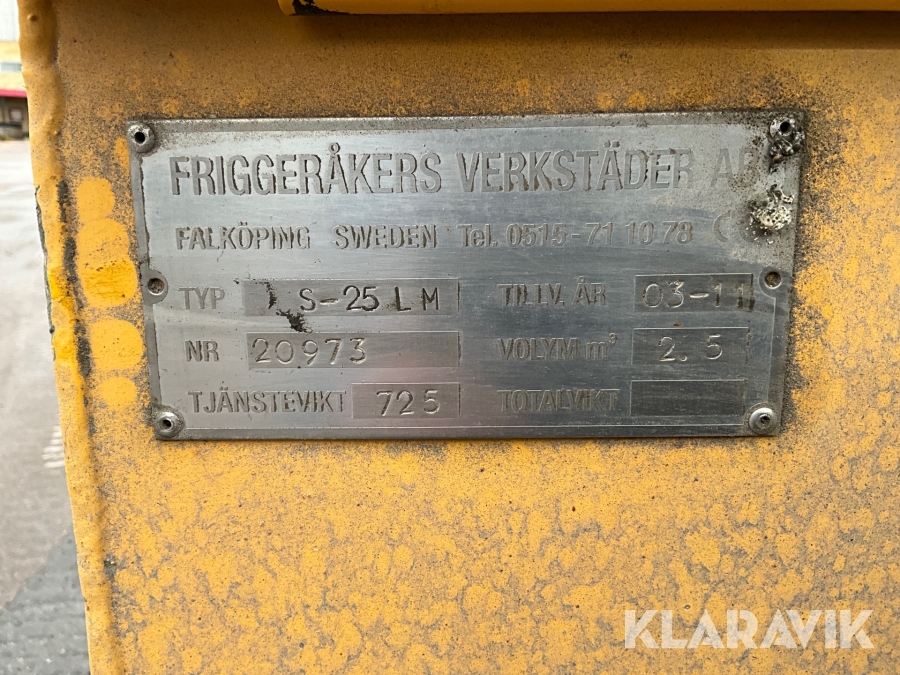 FRIGGERÅKERS VERKSTÄDER AB
FALKÖPING SWEDEN Tel. 0515-71 10 78
TYP S-25 LM TILLV. ÅR 03-11
NR 20973 VOLYM m³ 2.5
TJÄNSTEVIKT 725 TOTALVIKT
KLARAVIK